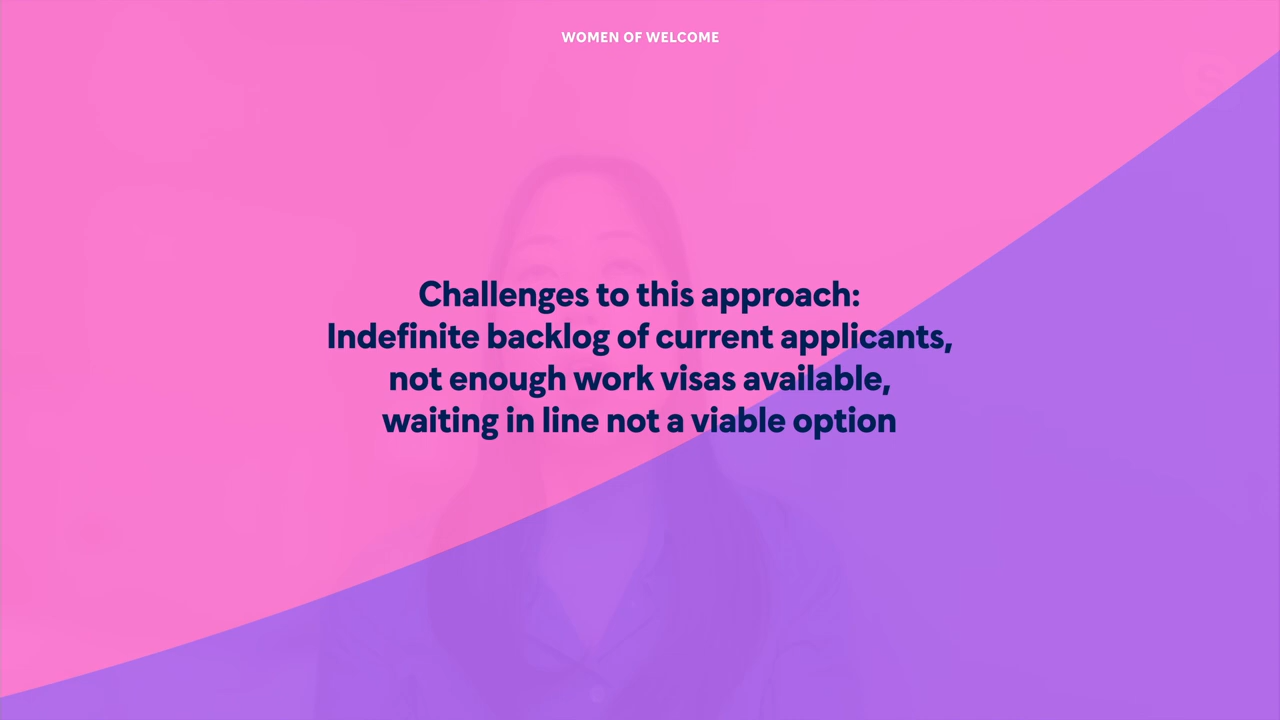 WOMEN OF WELCOME
Challenges to this approach:
Indefinite backlog of current applicants,
not enough work visas available,
waiting in line not a viable option